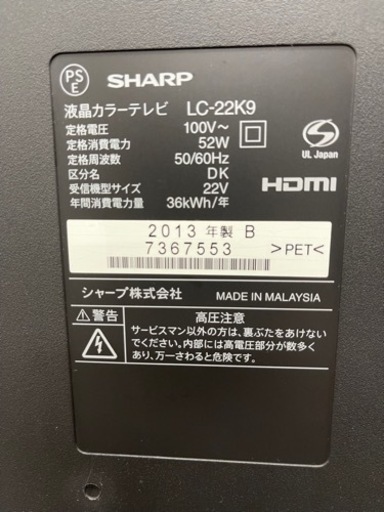 PS E SHARP
液晶カラーテレビ LC-22K9
定格電圧 100V~
定格消費電力 52W
定格周波数 50/60Hz
区分名 DK
受信機型サイズ 22V
年間消費電力量 36kWh/年
UL Japan
HDMI
2013 年製 B
7367553 >PET<
シャープ株式会社 MADE IN MALAYSIA
⚠警告 高圧注意
サービスマン以外の方は、裏ぶたをあけない
でください。内部には高電圧部分が数多く
あり、万一さわると危険です。